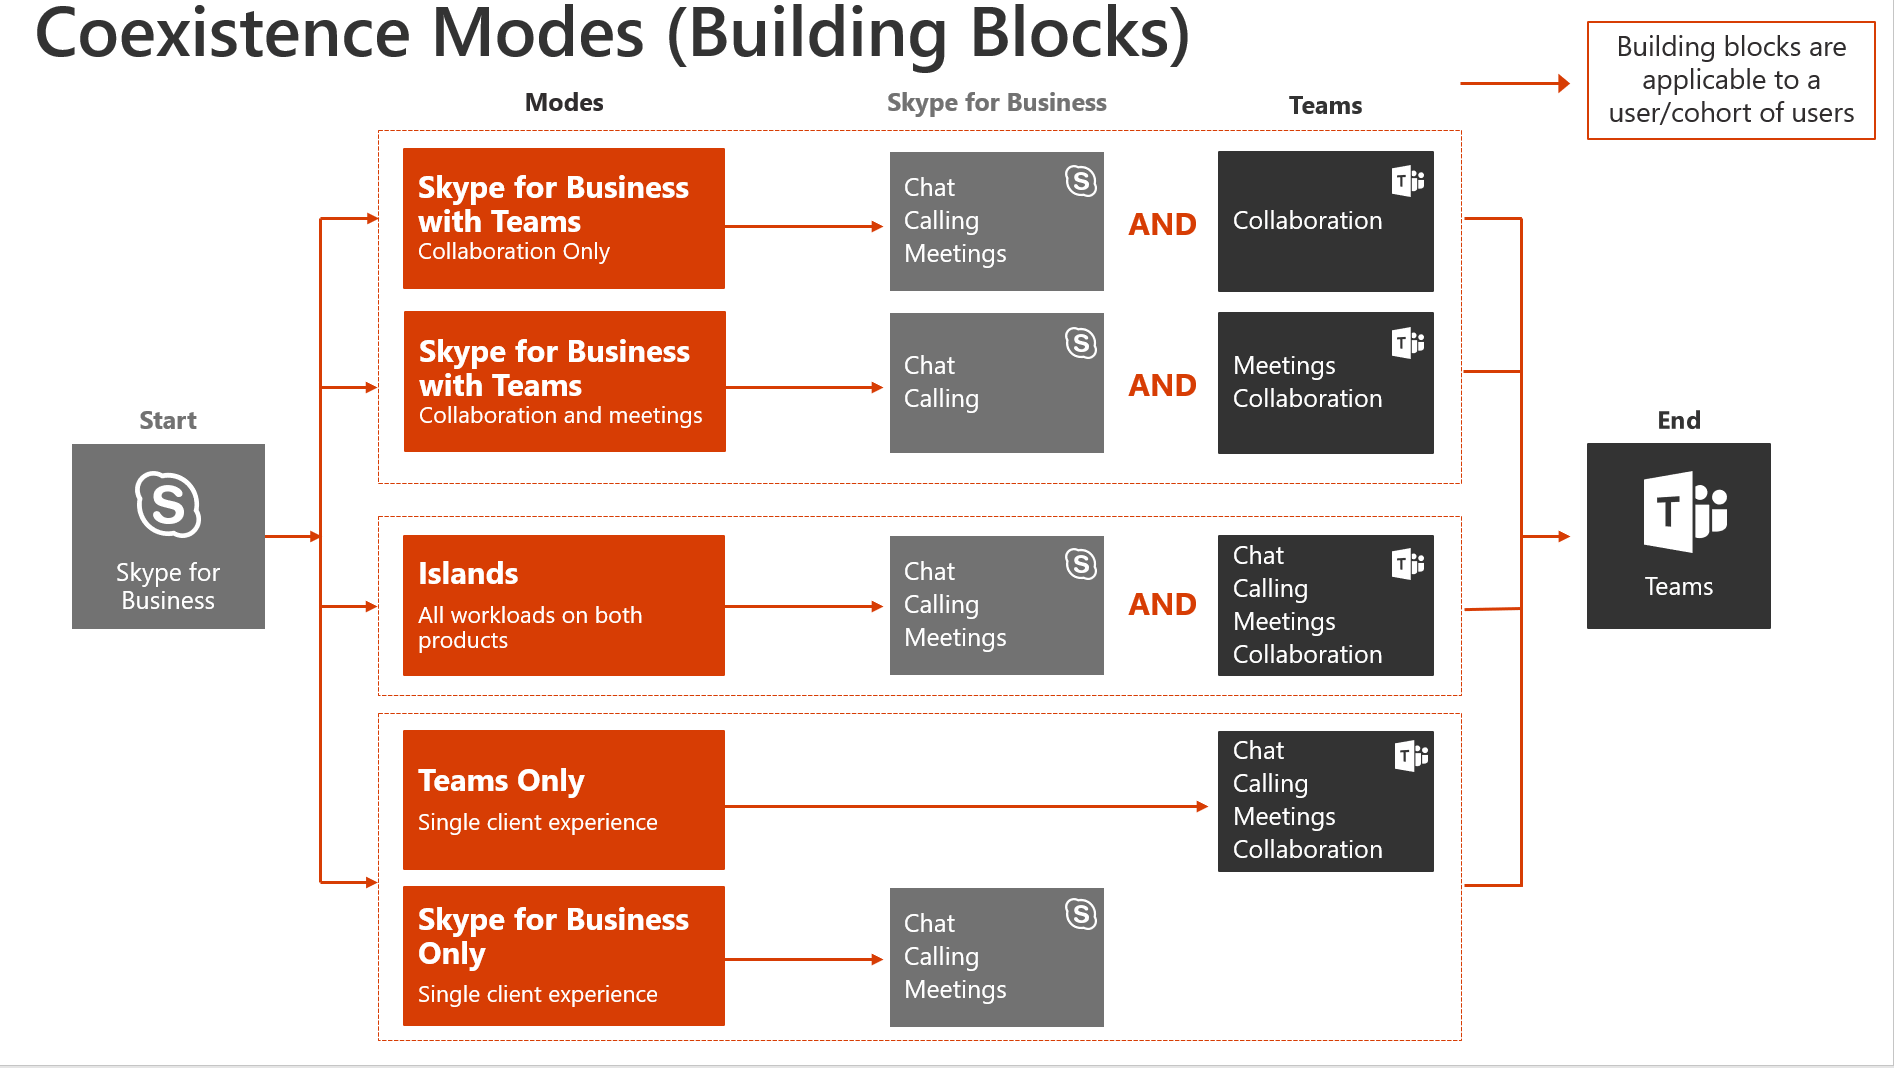 Coexistence Modes (Building Blocks)
Building blocks are
applicable to a
user/cohort of users
Modes
Skype for Business
Teams
Skype for Business
with Teams
Collaboration Only
Chat
Calling
Meetings
AND
Collaboration
Skype for Business
with Teams
Collaboration and meetings
Chat
Calling
AND
Meetings
Collaboration
Start
Skype for
Business
End
Teams
Islands
All workloads on both
products
Chat
Calling
Meetings
AND
Chat
Calling
Meetings
Collaboration
Teams Only
Single client experience
Chat
Calling
Meetings
Collaboration
Skype for Business
Only
Single client experience
Chat
Calling
Meetings